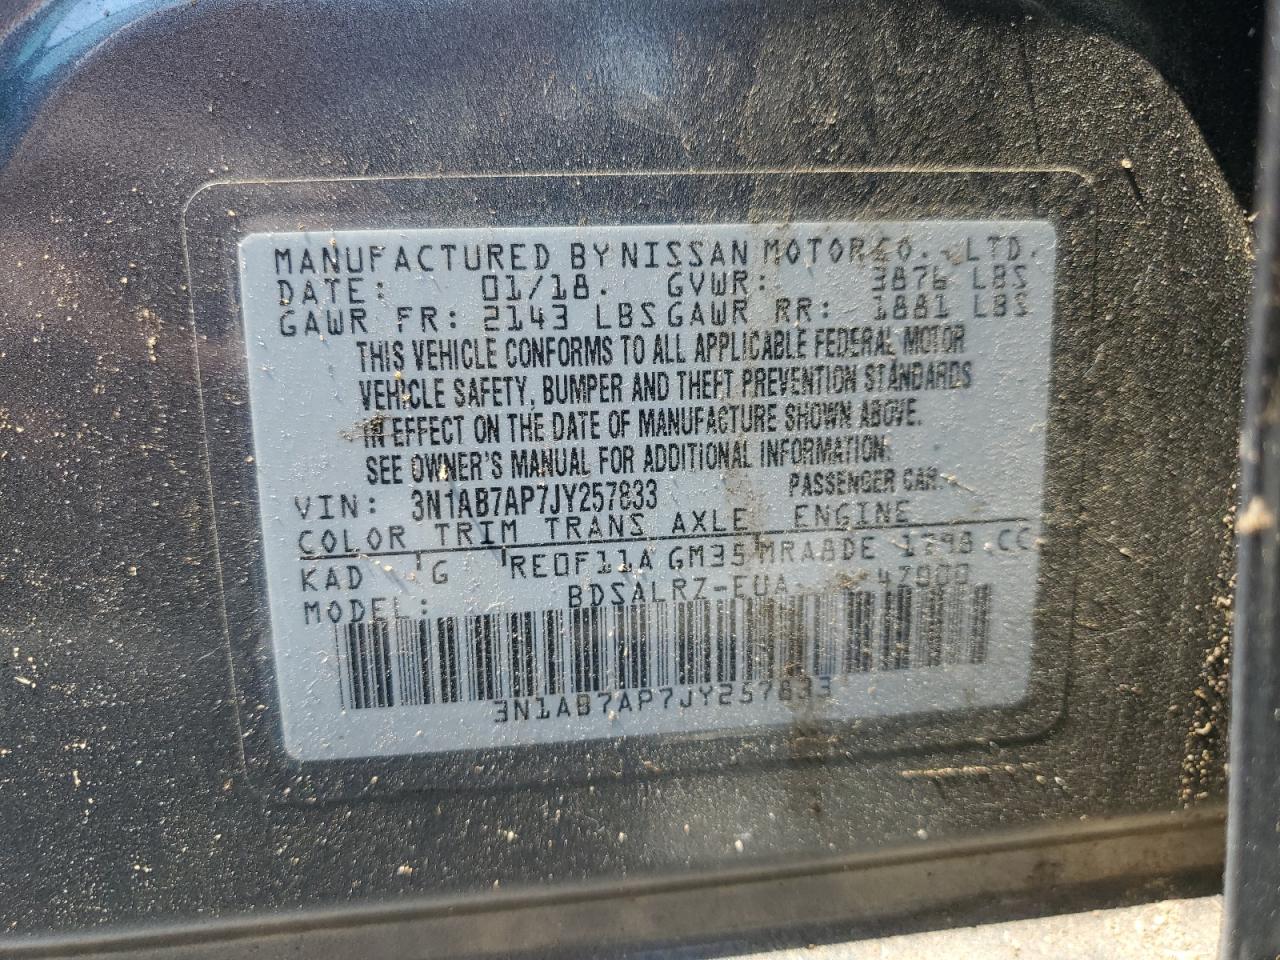 MANUFACTURED BY NISSAN MOTOR CO., LTD.
DATE: 01/18. GVWR: 3876 LBS
GAWR FR: 2143 LBS GAWR RR: 1881 LBS
THIS VEHICLE CONFORMS TO ALL APPLICABLE FEDERAL MOTOR
VEHICLE SAFETY, BUMPER AND THEFT PREVENTION STANDARDS
IN EFFECT ON THE DATE OF MANUFACTURE SHOWN ABOVE.
SEE OWNER'S MANUAL FOR ADDITIONAL INFORMATION.
VIN: 3N1AB7AP7JY257833 PASSENGER CAR.
COLOR TRIM TRANS AXLE ENGINE
KAD G RE0F11A GM35 MRA8DE 1798 CC
MODEL: BDSALRZ-EUA 47000
3N1AB7AP7JY257833